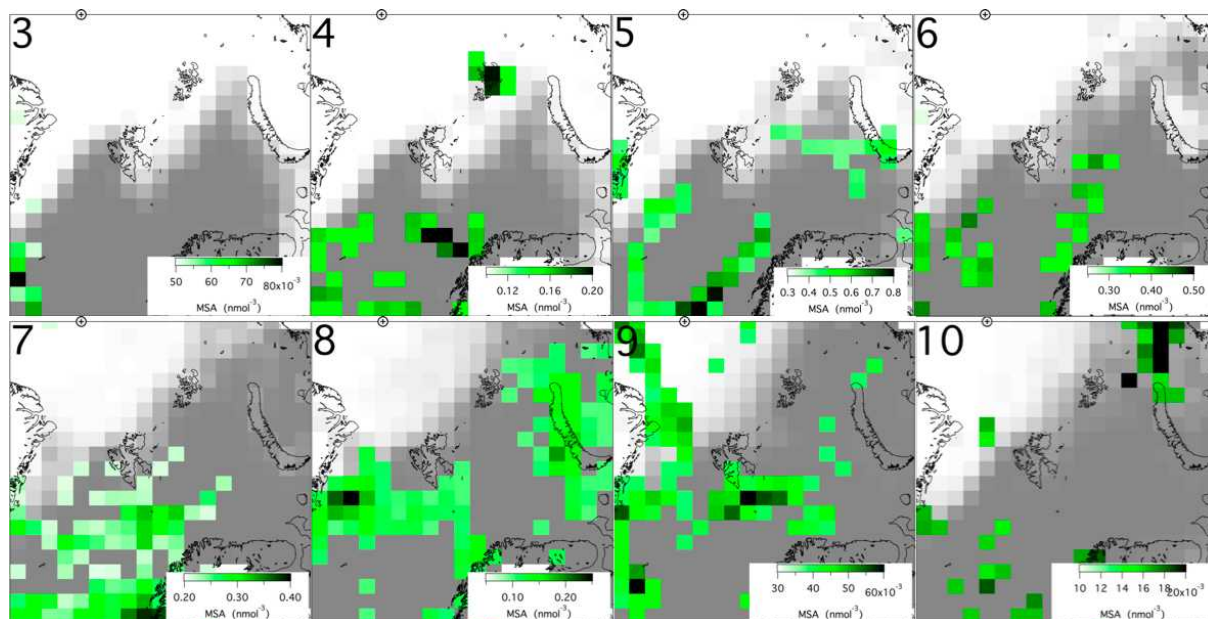 3
4
5
6
50 60 70 80x10⁻³
MSA (nmol⁻³)
0.12 0.16 0.20
MSA (nmol⁻³)
0.3 0.4 0.5 0.6 0.7 0.8
MSA (nmol⁻³)
0.30 0.40 0.50
MSA (nmol⁻³)
7
8
9
10
0.20 0.30 0.40
MSA (nmol⁻³)
0.10 0.20
MSA (nmol⁻³)
30 40 50 60x10⁻³
MSA (nmol⁻³)
10 12 14 16 18 20x10⁻³
MSA (nmol⁻³)